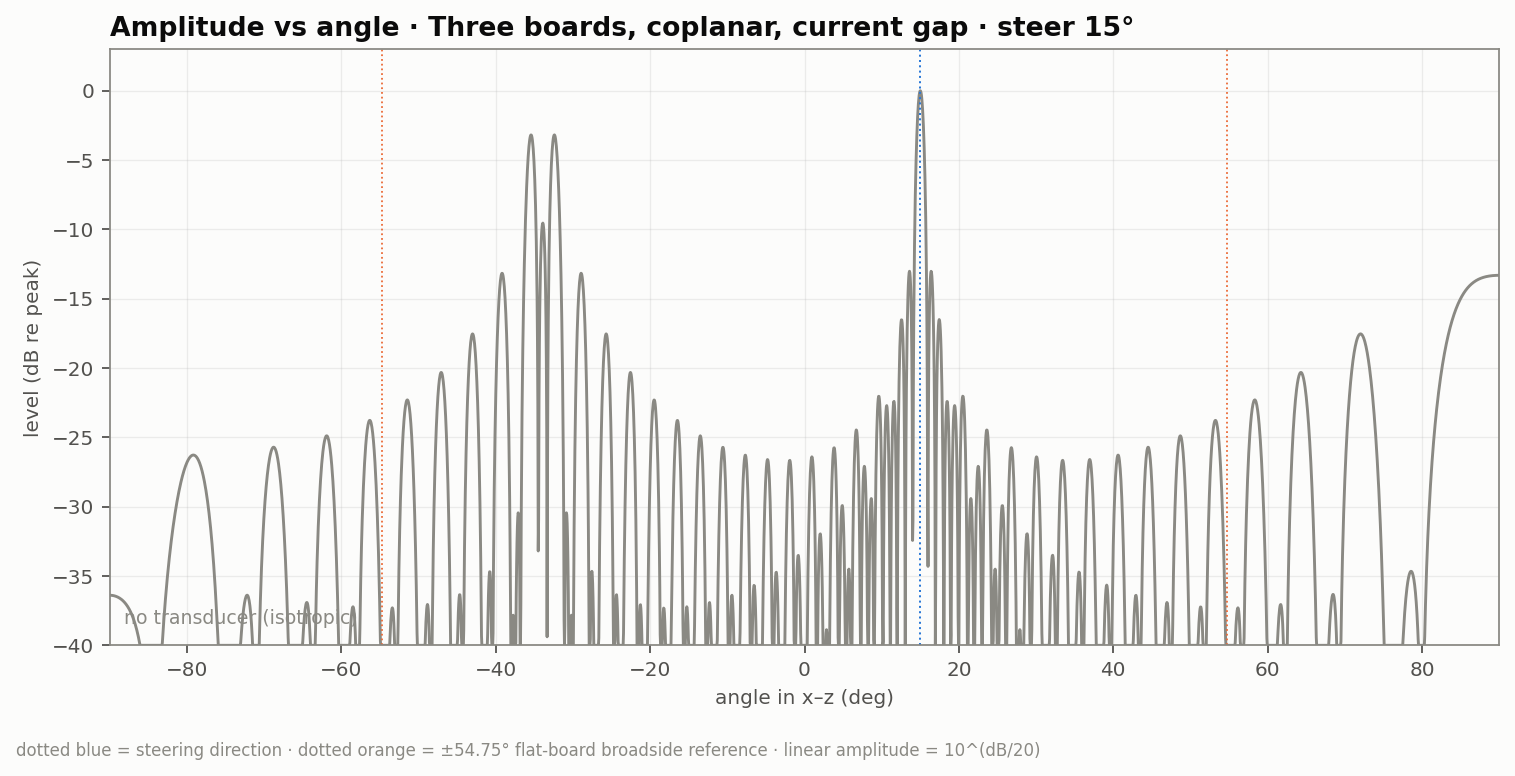 Amplitude vs angle · Three boards, coplanar, current gap · steer 15°
0
−5
−10
−15
−20
−25
−30
−35
−40
level (dB re peak)
no transducer (isotropic)
−80 −60 −40 −20 0 20 40 60 80
angle in x–z (deg)
dotted blue = steering direction · dotted orange = ±54.75° flat-board broadside reference · linear amplitude = 10^(dB/20)